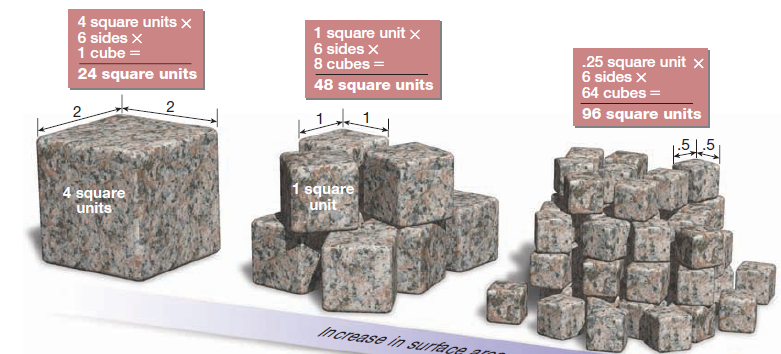 4 square units ×
6 sides ×
1 cube =
24 square units
1 square unit ×
6 sides ×
8 cubes =
48 square units
.25 square unit ×
6 sides ×
64 cubes =
96 square units
2
2
1
1
.5
.5
4 square
units
1 square
unit
Increase in surface